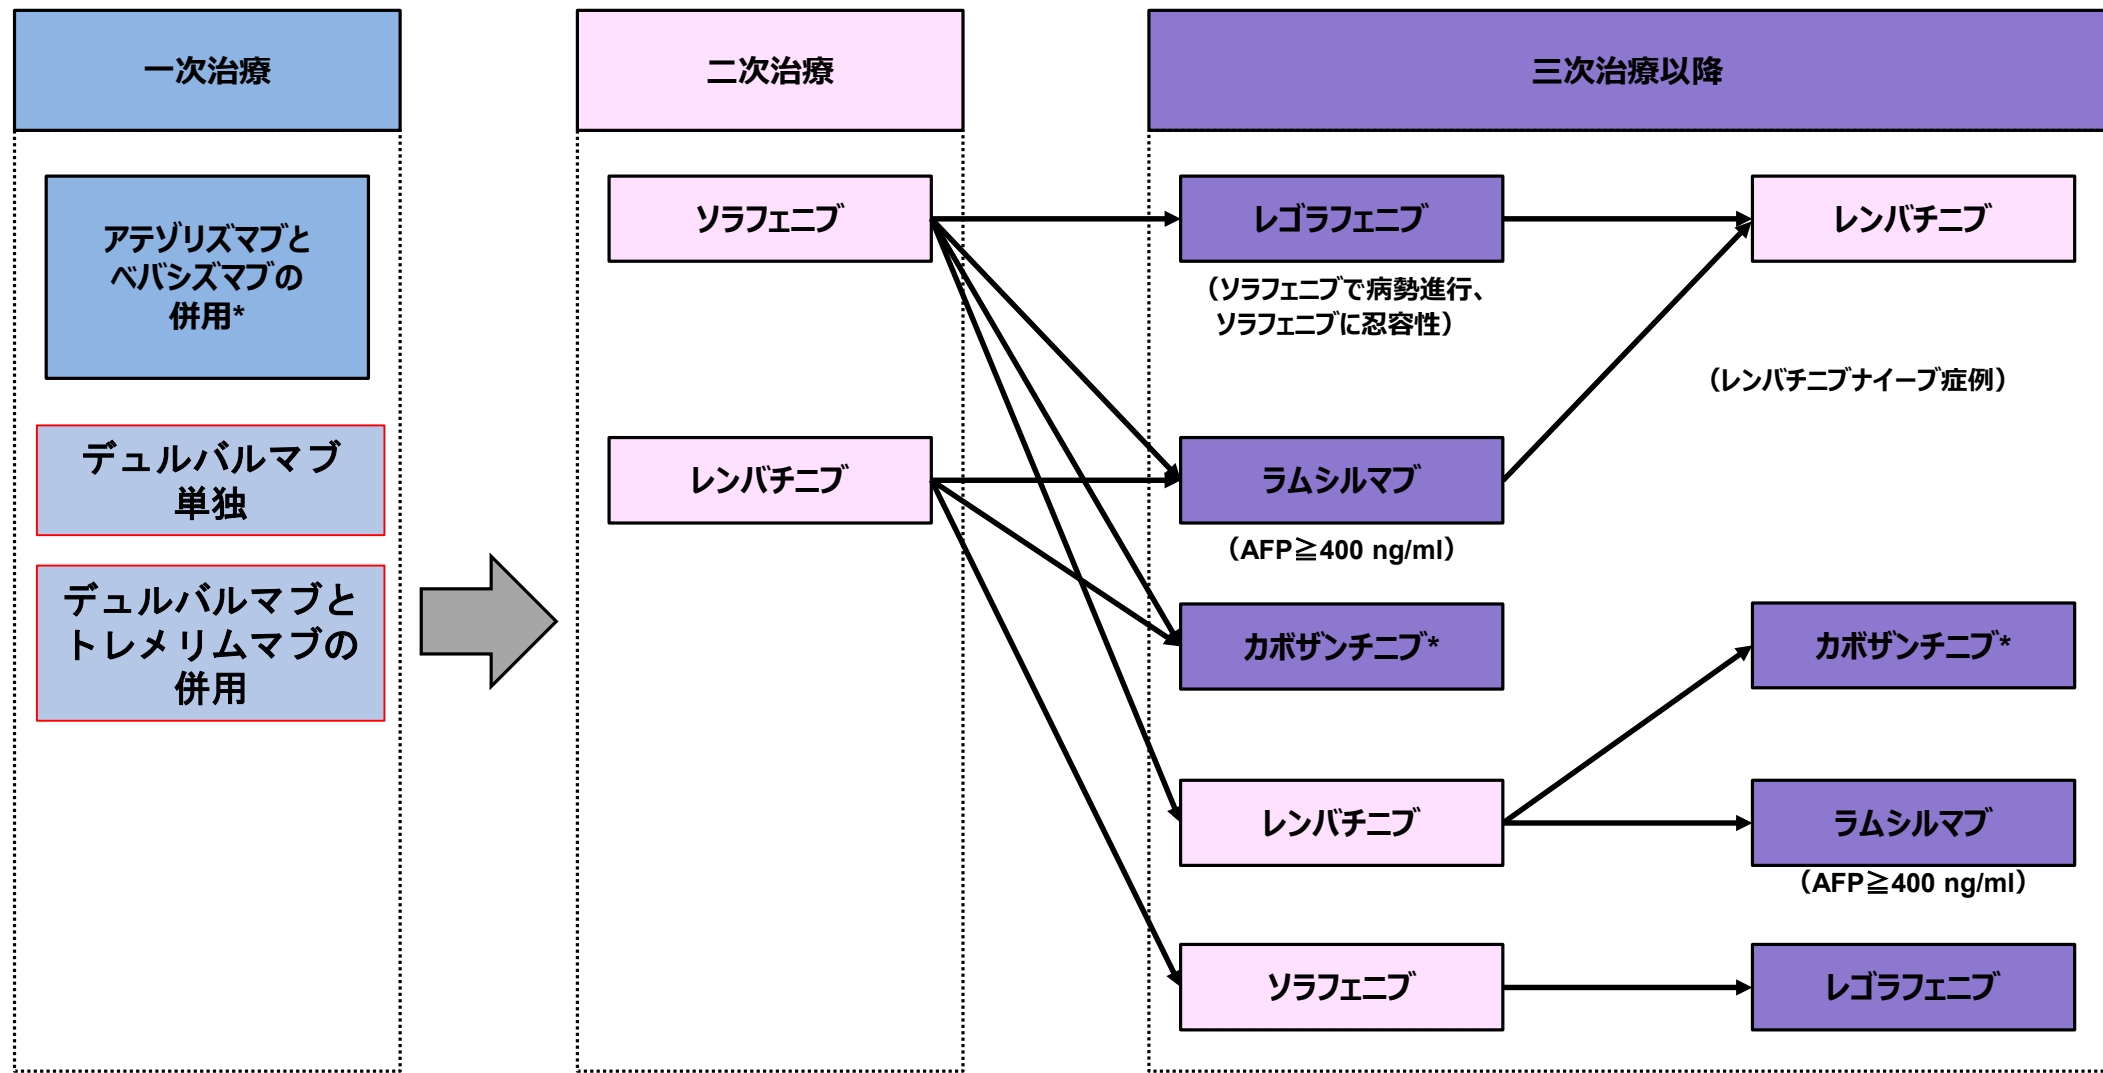 一次治療
二次治療
三次治療以降
アテゾリズマブと
ベバシズマブの
併用*
デュルバルマブ
単独
デュルバルマブと
トレメリムマブの
併用
ソラフェニブ
レンバチニブ
レゴラフェニブ
（ソラフェニブで病勢進行、
ソラフェニブに忍容性）
ラムシルマブ
（AFP≧400 ng/ml）
カボザンチニブ*
レンバチニブ
ソラフェニブ
レンバチニブ
（レンバチニブナイーブ症例）
カボザンチニブ*
ラムシルマブ
（AFP≧400 ng/ml）
レゴラフェニブ